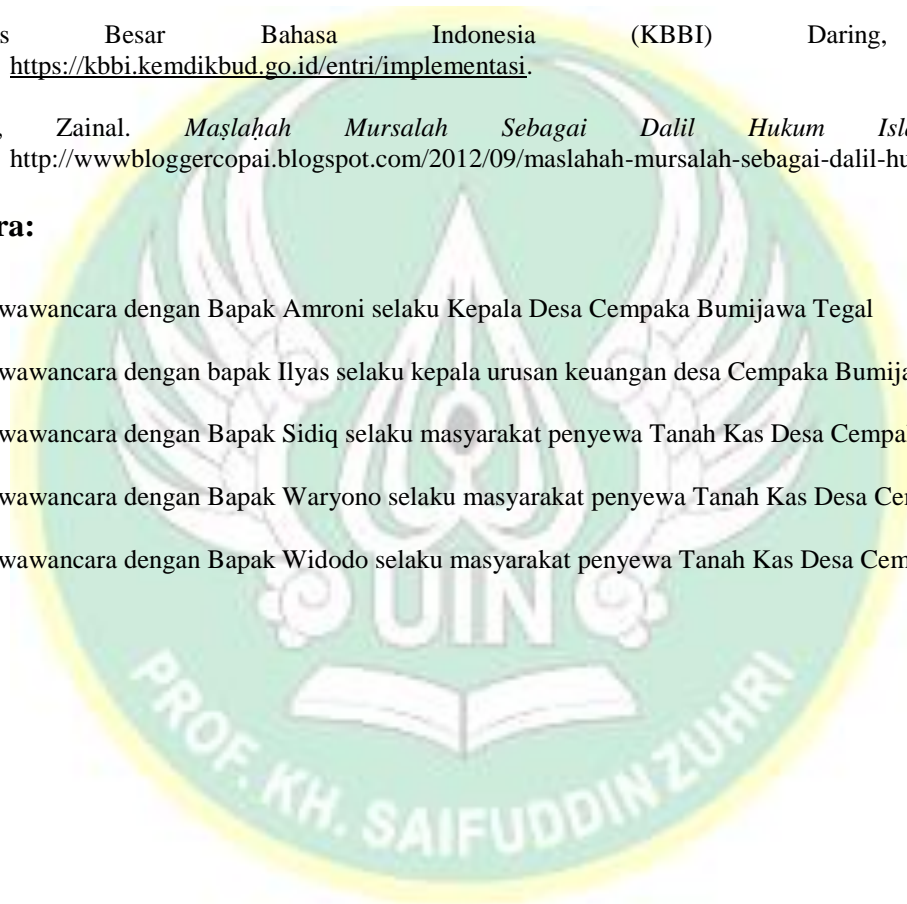 s Besar Bahasa Indonesia (KBBI) Daring,
https://kbbi.kemdikbud.go.id/entri/implementasi.
, Zainal. Maṣlaḥah Mursalah Sebagai Dalil Hukum Isla
http://wwwbloggercopai.blogspot.com/2012/09/maslahah-mursalah-sebagai-dalil-hu
ra:
wawancara dengan Bapak Amroni selaku Kepala Desa Cempaka Bumijawa Tegal
wawancara dengan bapak Ilyas selaku kepala urusan keuangan desa Cempaka Bumija
wawancara dengan Bapak Sidiq selaku masyarakat penyewa Tanah Kas Desa Cempa
wawancara dengan Bapak Waryono selaku masyarakat penyewa Tanah Kas Desa Ce
wawancara dengan Bapak Widodo selaku masyarakat penyewa Tanah Kas Desa Cem
UIN
PROF. KH. SAIFUDDIN ZUHRI